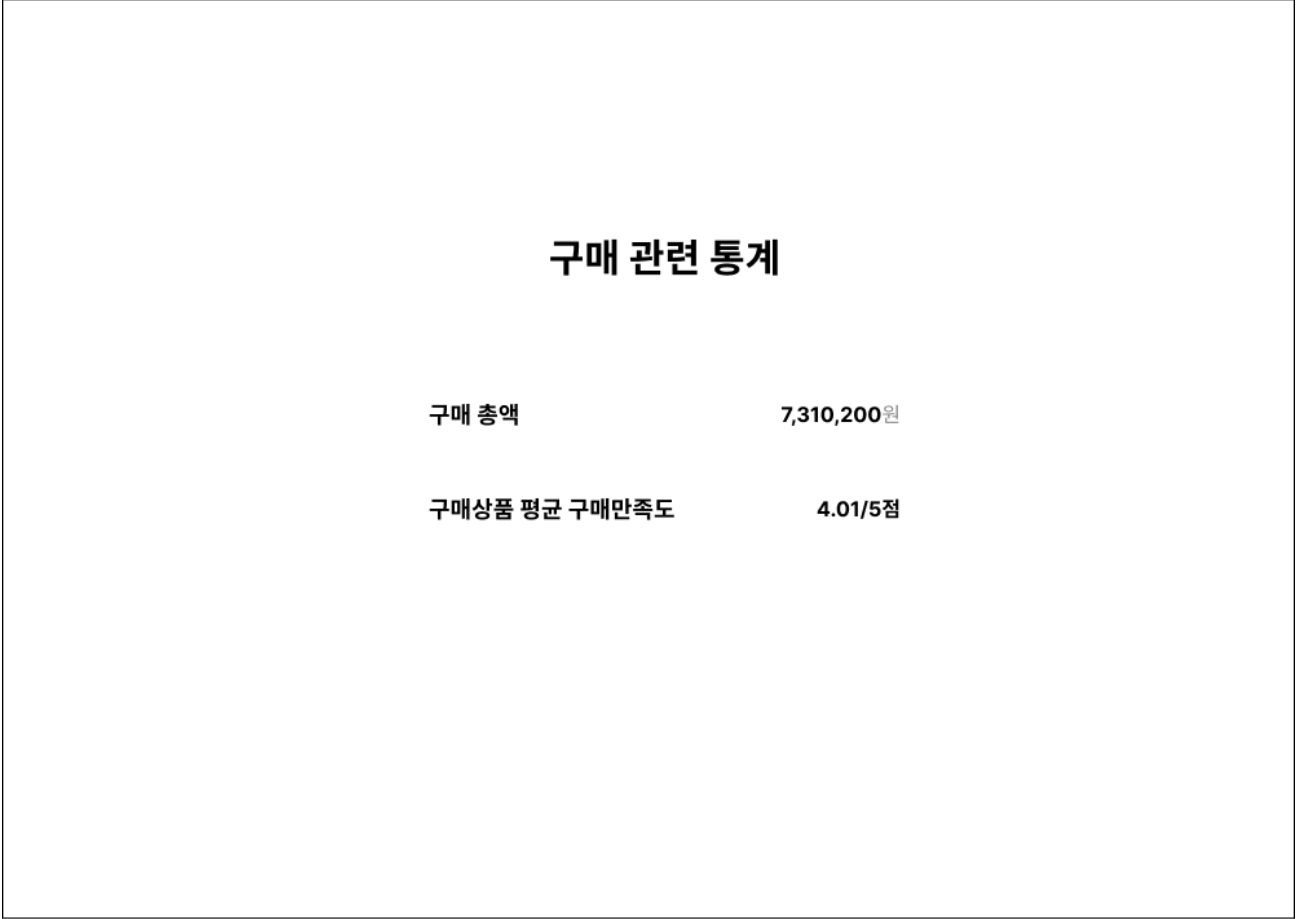 구매 관련 통계
구매 총액 7,310,200원
구매상품 평균 구매만족도 4.01/5점